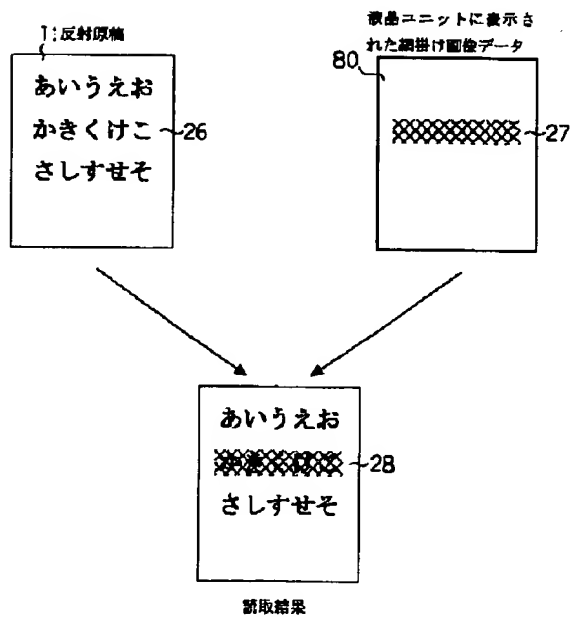 1:反射原稿
あいうえお
かきくけこ
26
さしすせそ
液晶ユニットに表示さ
れた網掛け画像データ
80
27
あいうえお
28
さしすせそ
読取結果